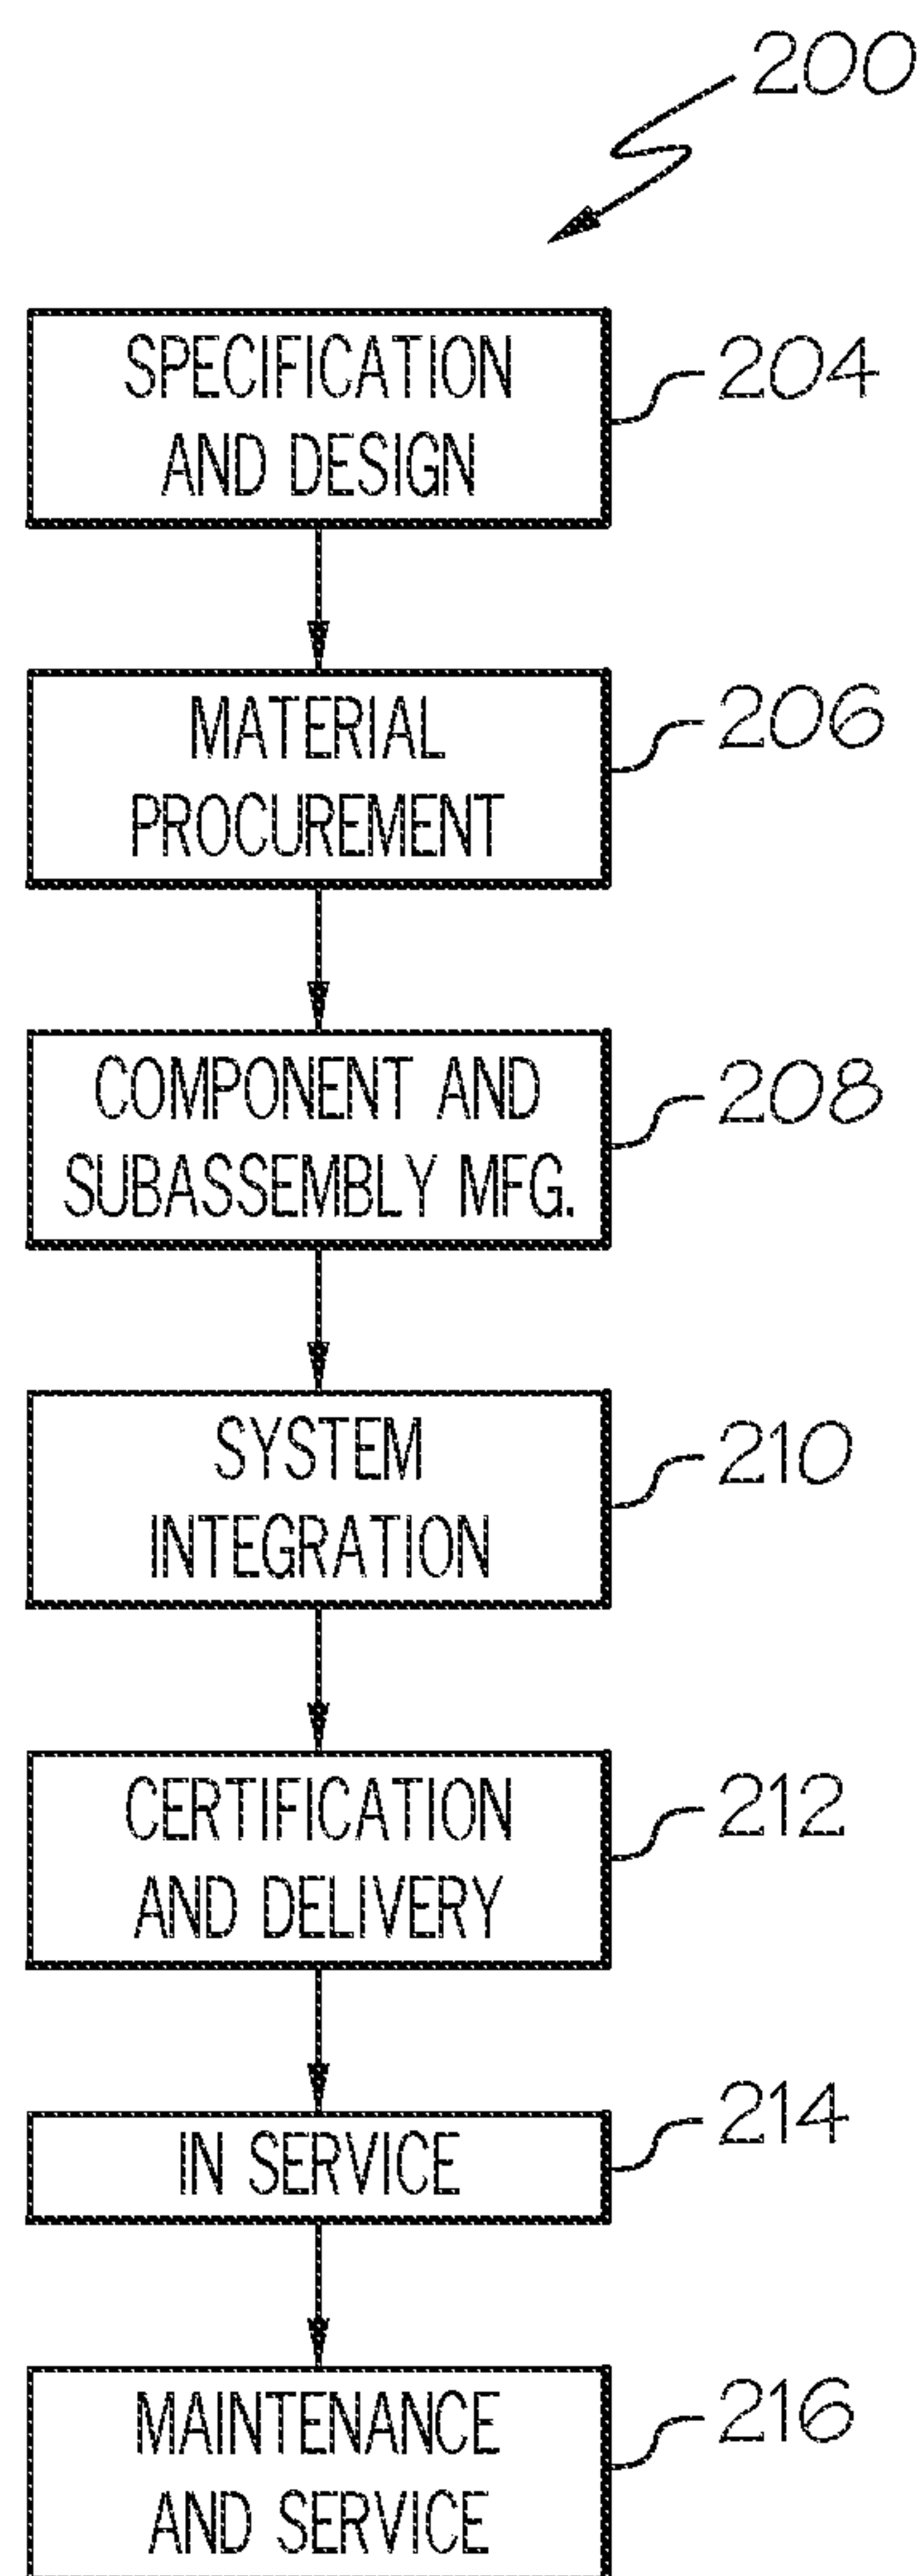 200
SPECIFICATION
AND DESIGN
204
MATERIAL
PROCUREMENT
206
COMPONENT AND
SUBASSEMBLY MFG.
208
SYSTEM
INTEGRATION
210
CERTIFICATION
AND DELIVERY
212
IN SERVICE
214
MAINTENANCE
AND SERVICE
216